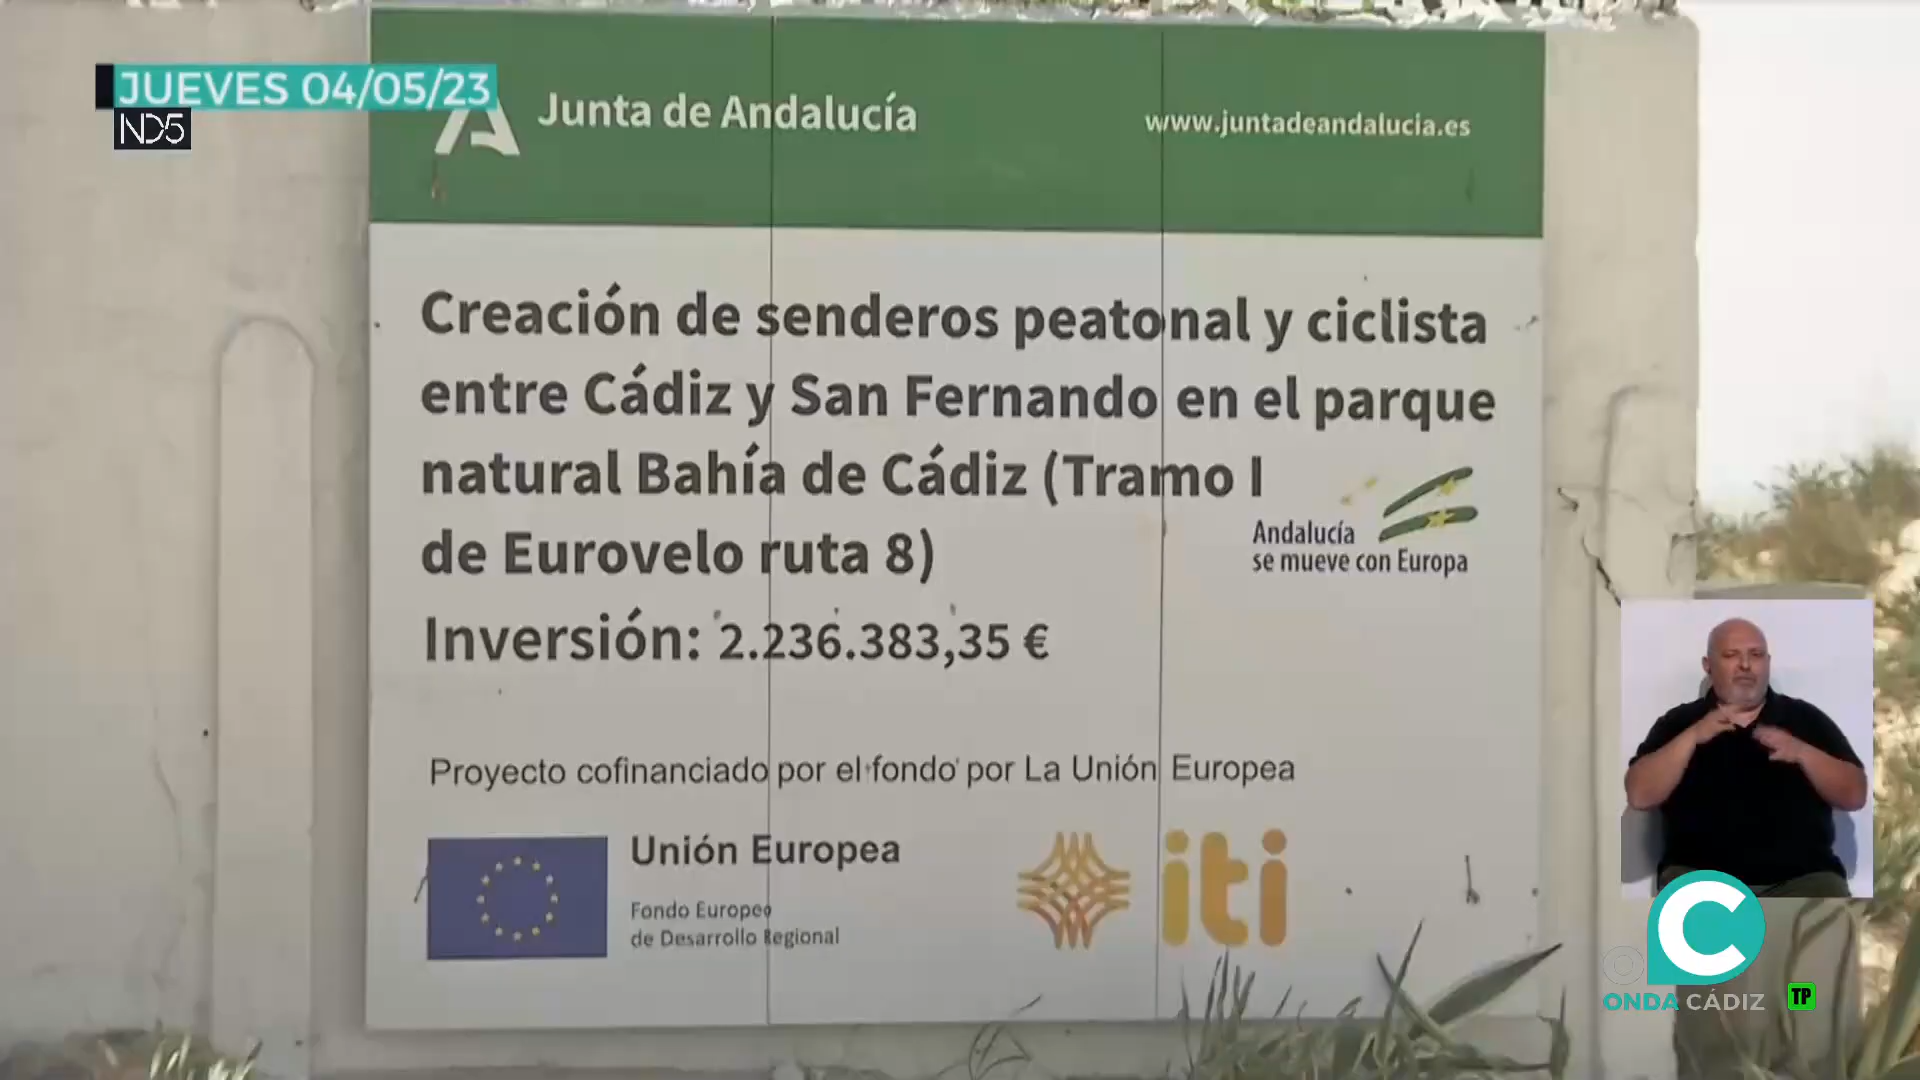 JUEVES 04/05/23
ND5
Junta de Andalucía
www.juntadeandalucia.es
Creación de senderos peatonal y ciclista
entre Cádiz y San Fernando en el parque
natural Bahía de Cádiz (Tramo I
de Eurovelo ruta 8)
Andalucía
se mueve con Europa
Inversión: 2.236.383,35 €
Proyecto cofinanciado por el fondo por La Unión Europea
Unión Europea
Fondo Europeo
de Desarrollo Regional
iti
ONDA CÁDIZ
TP